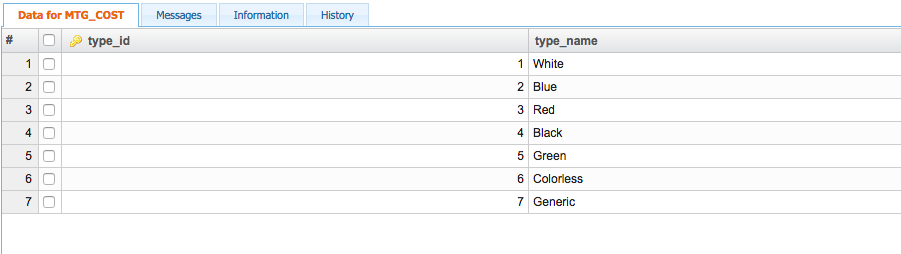 Data for MTG_COST Messages Information History
# type_id type_name
1 1 White
2 2 Blue
3 3 Red
4 4 Black
5 5 Green
6 6 Colorless
7 7 Generic